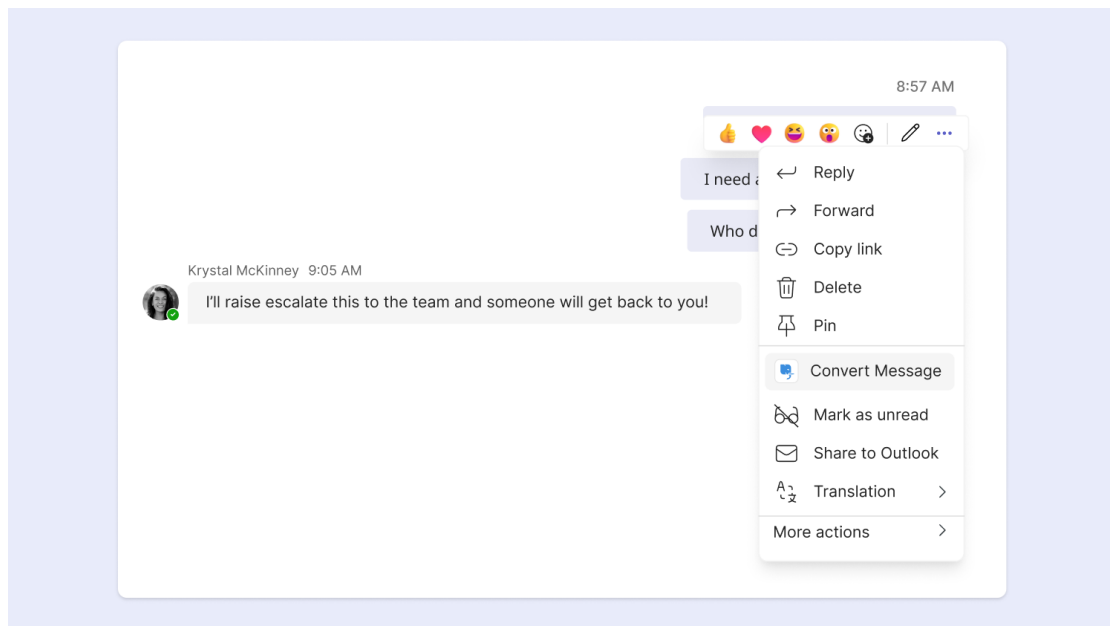 8:57 AM
I need
Who d
Krystal McKinney 9:05 AM
I'll raise escalate this to the team and someone will get back to you!
Reply
Forward
Copy link
Delete
Pin
Convert Message
Mark as unread
Share to Outlook
Translation
More actions